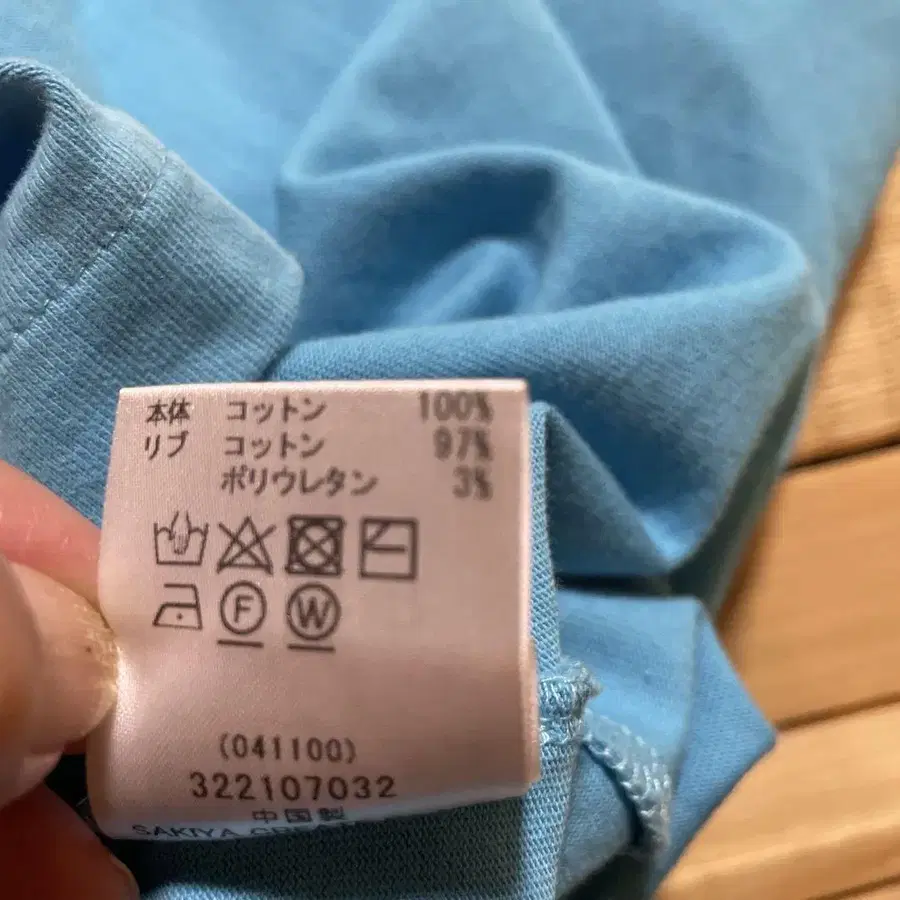 本体 コットン 100%
リブ コットン 97%
ポリウレタン 3%
F W
(041100)
322107032
中国製
SAKIYA